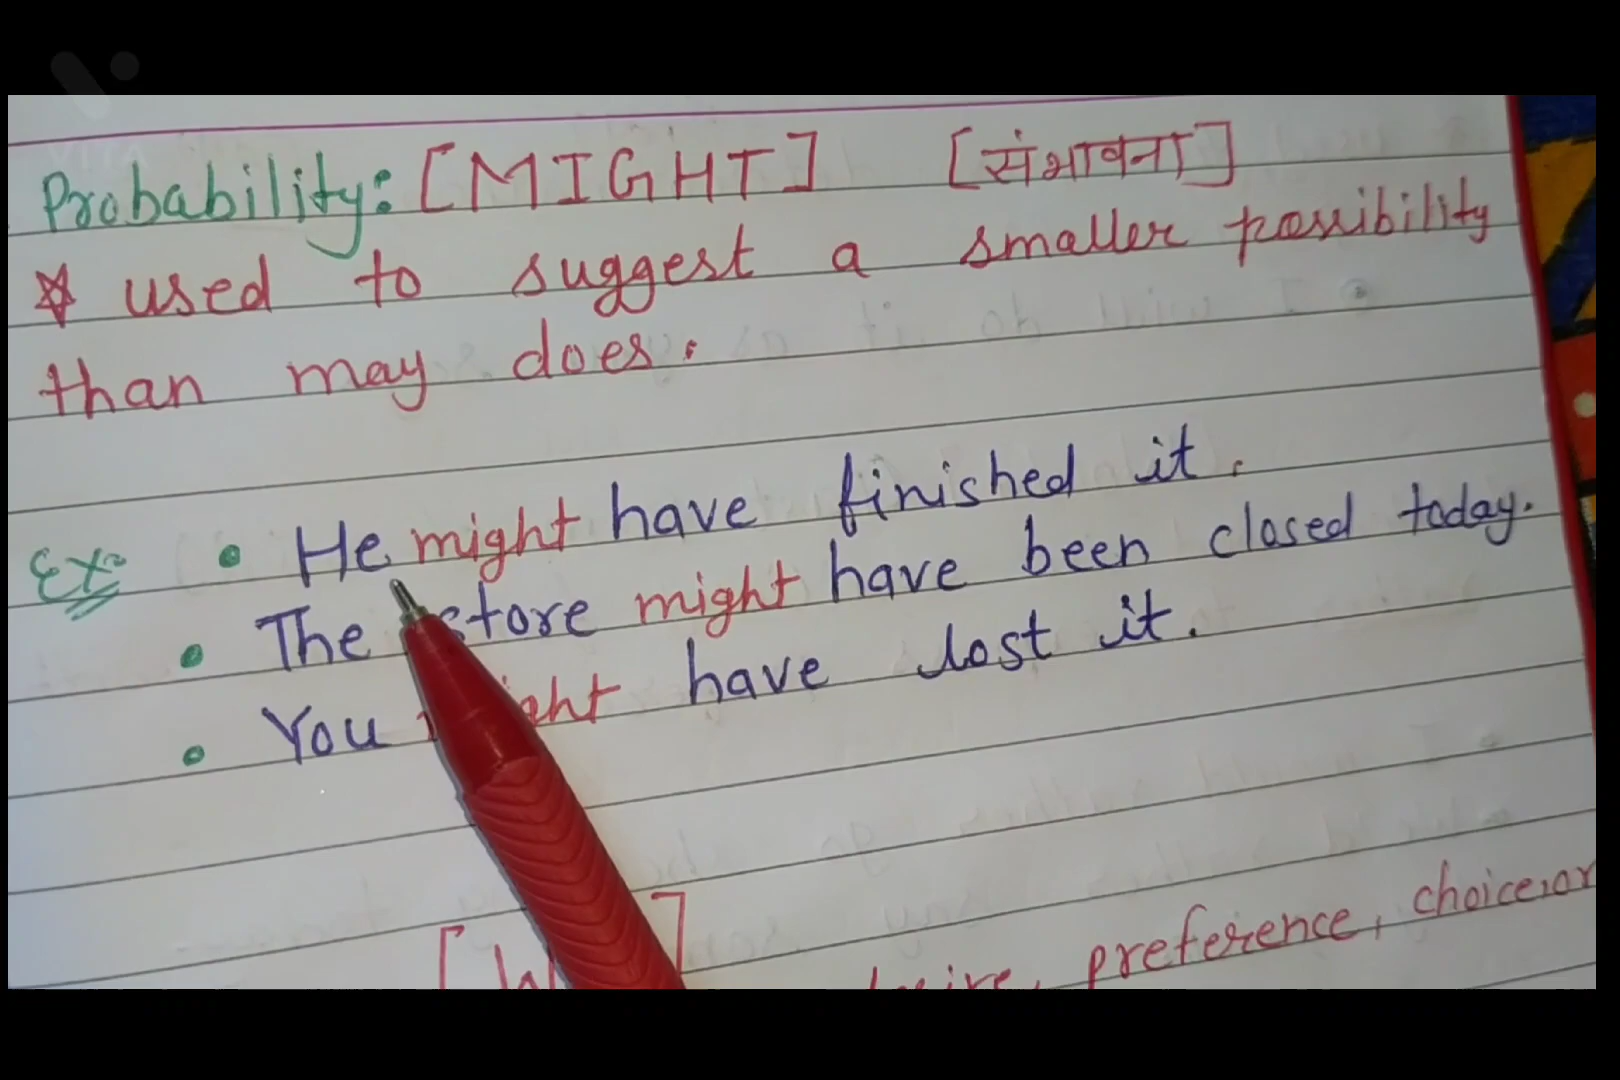 Probability: [MIGHT] [संभावना]
* used to suggest a smaller possibility
than may does.
Ex:- • He might have finished it.
• The store might have been closed today.
• You might have lost it.
preference, choice, or